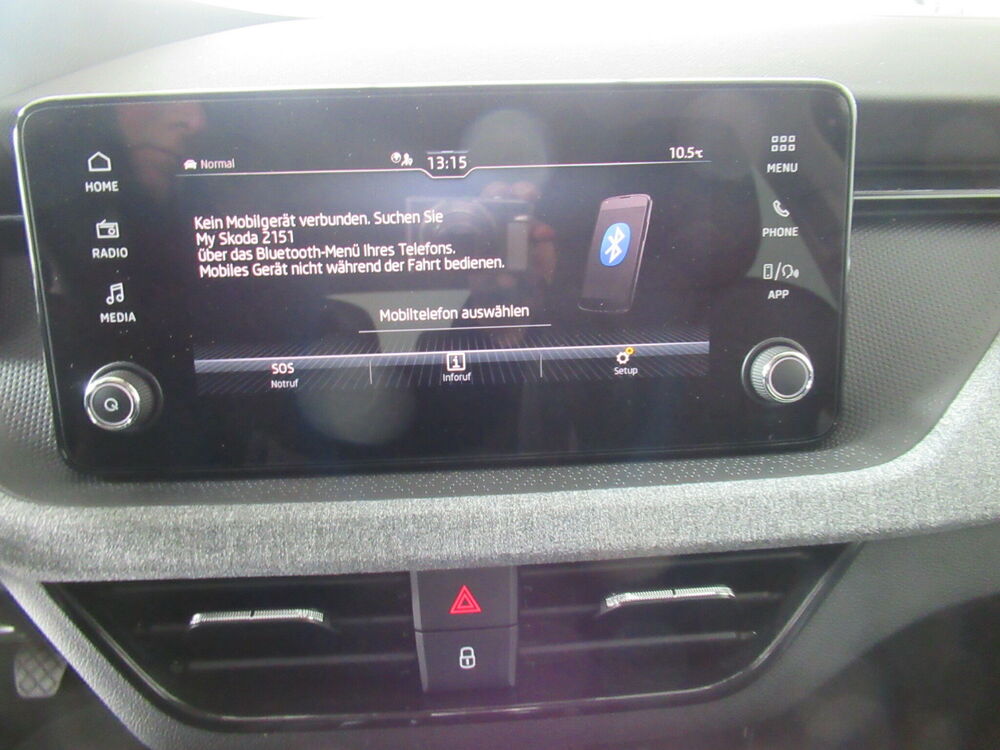 Normal
13:15
10.5°C
HOME
RADIO
MEDIA
MENU
PHONE
APP
Kein Mobilgerät verbunden. Suchen Sie
My Skoda 2151
über das Bluetooth-Menü Ihres Telefons.
Mobiles Gerät nicht während der Fahrt bedienen.
Mobiltelefon auswählen
SOS
Notruf
Inforuf
Setup